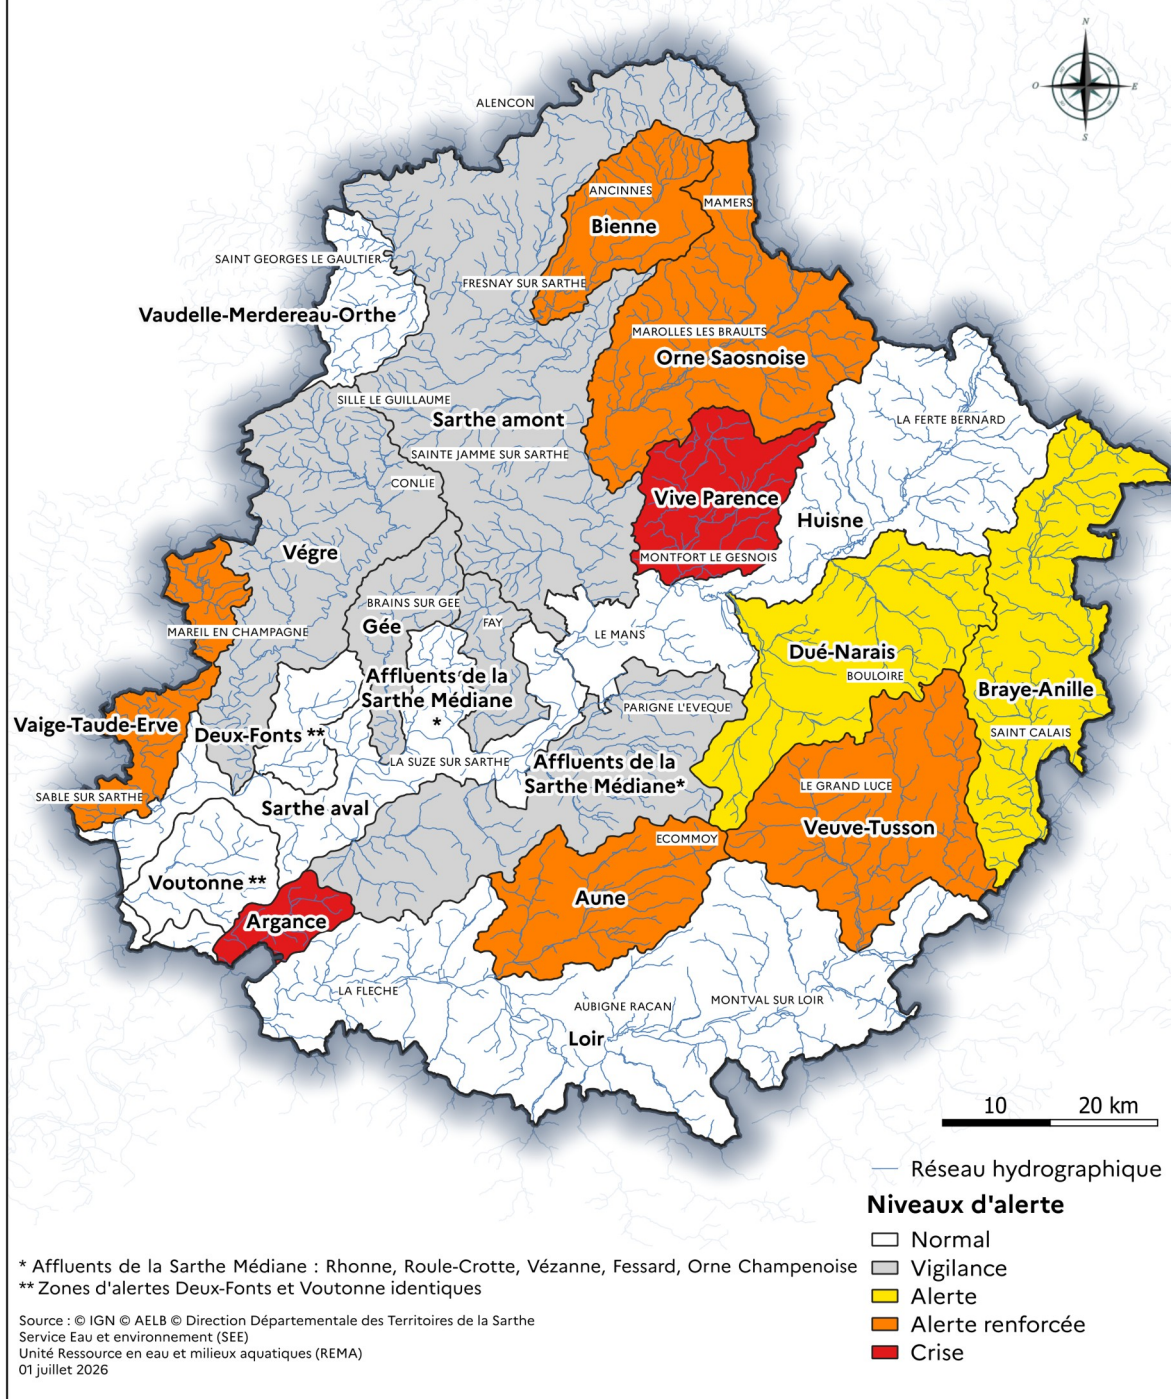 N
O
E
S
ALENCON
ANCINNES
MAMERS
Bienne
SAINT GEORGES LE GAULTIER
FRESNAY SUR SARTHE
Vaudelle-Merdereau-Orthe
MAROLLES LES BRAULTS
Orne Saosnoise
SILLE LE GUILLAUME
Sarthe amont
LA FERTE BERNARD
SAINTE JAMME SUR SARTHE
CONLIE
Vive Parence
Huisne
Végre
MONTFORT LE GESNOIS
BRAINS SUR GEE
Gée
FAY
MAREIL EN CHAMPAGNE
LE MANS
Dué-Narais
BOULOIRE
Affluents de la
Sarthe Médiane
*
Braye-Anille
PARIGNE L'EVEQUE
Vaige-Taude-Erve
Deux-Fonts **
SAINT CALAIS
LA SUZE SUR SARTHE
Affluents de la
Sarthe Médiane*
SABLE SUR SARTHE
LE GRAND LUCE
Sarthe aval
Veuve-Tusson
ECOMMOY
Voutonne **
Aune
Argance
LA FLECHE
AUBIGNE RACAN
MONTVAL SUR LOIR
Loir
10 20 km
Réseau hydrographique
Niveaux d'alerte
Normal
Vigilance
Alerte
Alerte renforcée
Crise
* Affluents de la Sarthe Médiane : Rhonne, Roule-Crotte, Vézanne, Fessard, Orne Champenoise
** Zones d'alertes Deux-Fonts et Voutonne identiques
Source : © IGN © AELB © Direction Départementale des Territoires de la Sarthe
Service Eau et environnement (SEE)
Unité Ressource en eau et milieux aquatiques (REMA)
01 juillet 2026